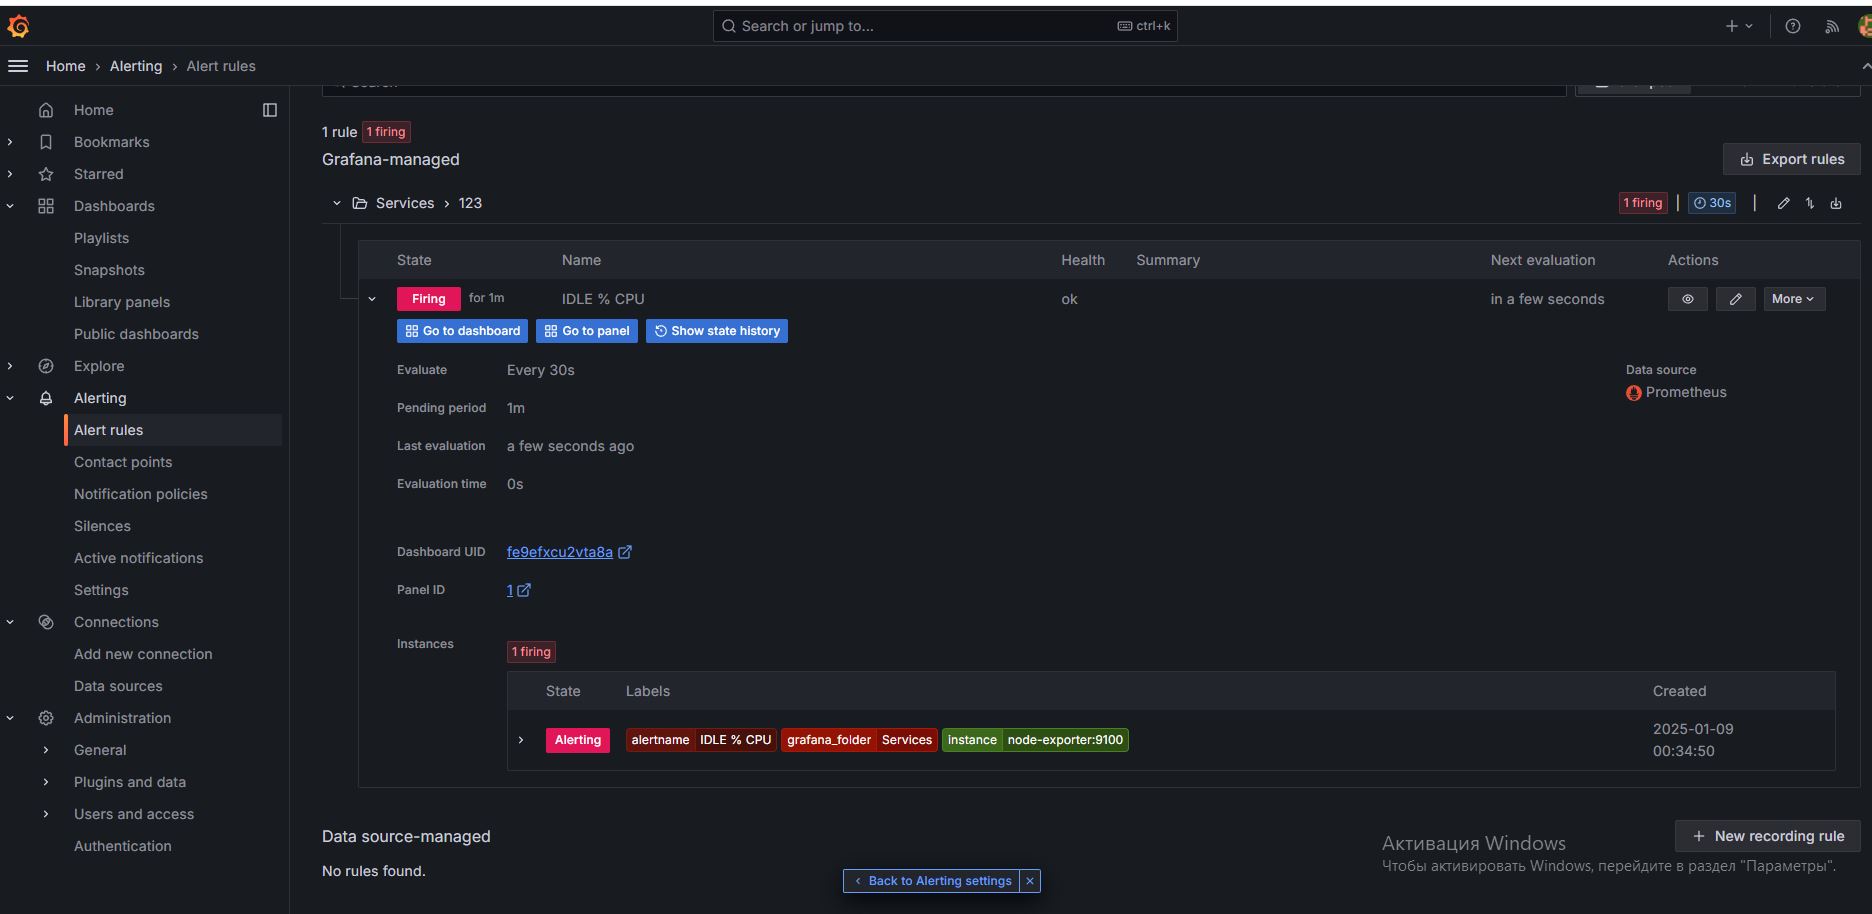 Search or jump to...
ctrl+k
Home › Alerting › Alert rules
Home
Bookmarks
Starred
Dashboards
Playlists
Snapshots
Library panels
Public dashboards
Explore
Alerting
Alert rules
Contact points
Notification policies
Silences
Active notifications
Settings
Connections
Add new connection
Data sources
Administration
General
Plugins and data
Users and access
Authentication
1 rule 1 firing
Grafana-managed
Export rules
Services › 123
1 firing | 30s |
State Name Health Summary Next evaluation Actions
Firing for 1m IDLE % CPU ok in a few seconds More
Go to dashboard Go to panel Show state history
Evaluate Every 30s
Data source
Prometheus
Pending period 1m
Last evaluation a few seconds ago
Evaluation time 0s
Dashboard UID fe9efxcu2vta8a
Panel ID 1
Instances 1 firing
State Labels Created
Alerting alertname IDLE % CPU grafana_folder Services instance node-exporter:9100 2025-01-09
00:34:50
Data source-managed
New recording rule
No rules found.
Back to Alerting settings
Активация Windows
Чтобы активировать Windows, перейдите в раздел "Параметры".